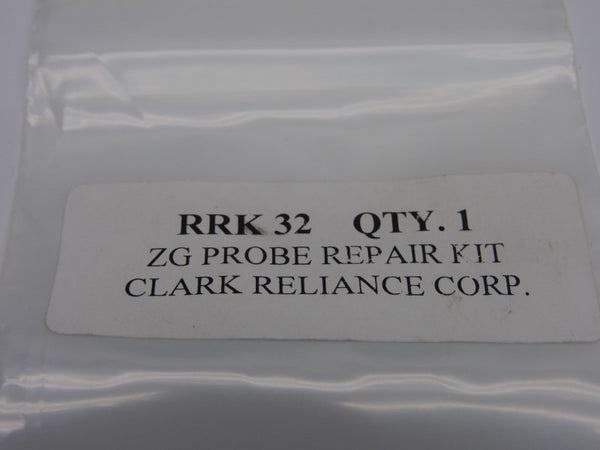 RRK 32 QTY. 1
ZG PROBE REPAIR KIT
CLARK RELIANCE CORP.